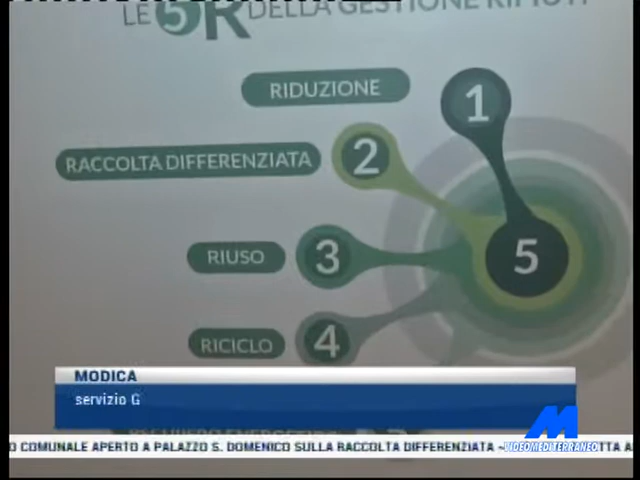 LE 5R DELLA GESTIONE RIFIUTI
RIDUZIONE
1
RACCOLTA DIFFERENZIATA
2
RIUSO
3
5
RICICLO
4
MODICA
servizio G
O COMUNALE APERTO A PALAZZO S. DOMENICO SULLA RACCOLTA DIFFERENZIATA ~
VIDEOMEDITERRANEO